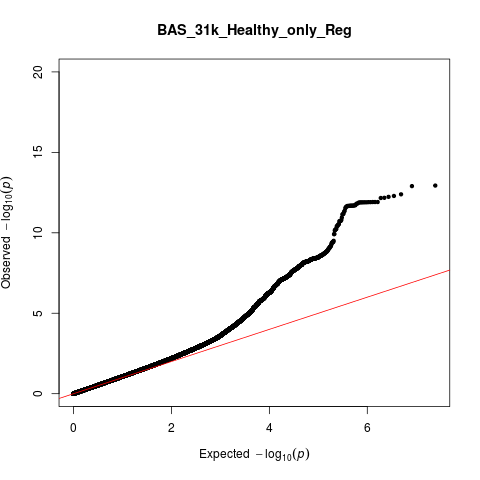 BAS_31k_Healthy_only_Reg
Observed −log10(p)
20
15
10
5
0
0 2 4 6
Expected −log10(p)